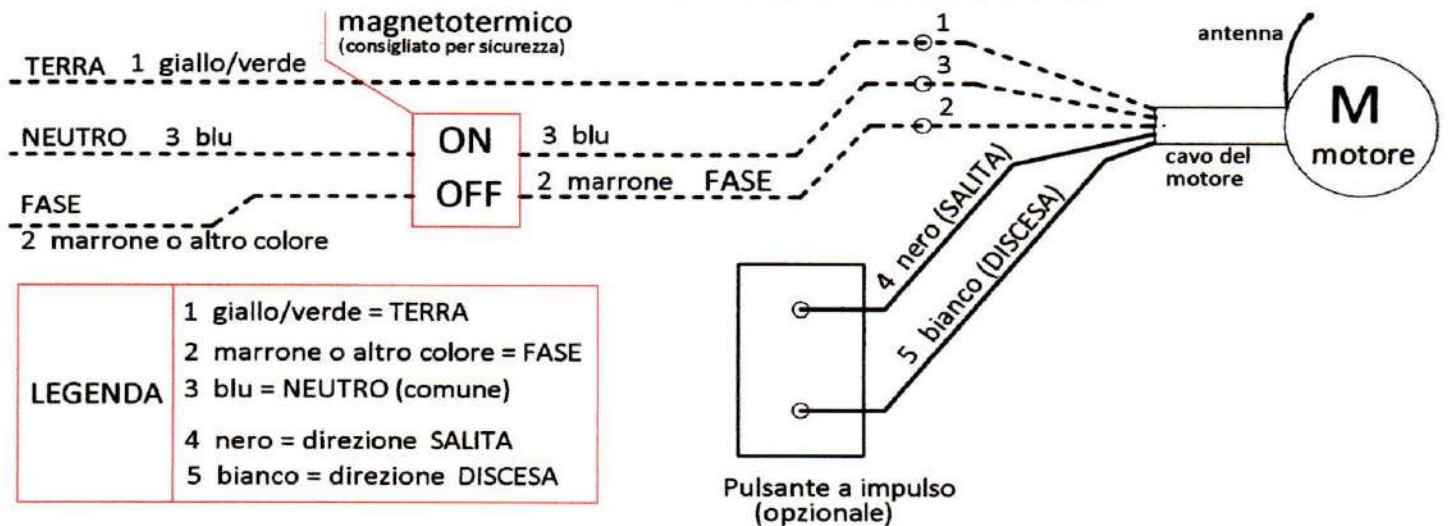 magnetotermico
(consigliato per sicurezza)
TERRA 1 giallo/verde
NEUTRO 3 blu
FASE
2 marrone o altro colore
ON
OFF
3 blu
2 marrone FASE
1
3
2
antenna
M
motore
cavo del
motore
4 nero (SALITA)
5 bianco (DISCESA)
Pulsante a impulso
(opzionale)
LEGENDA
1 giallo/verde = TERRA
2 marrone o altro colore = FASE
3 blu = NEUTRO (comune)
4 nero = direzione SALITA
5 bianco = direzione DISCESA